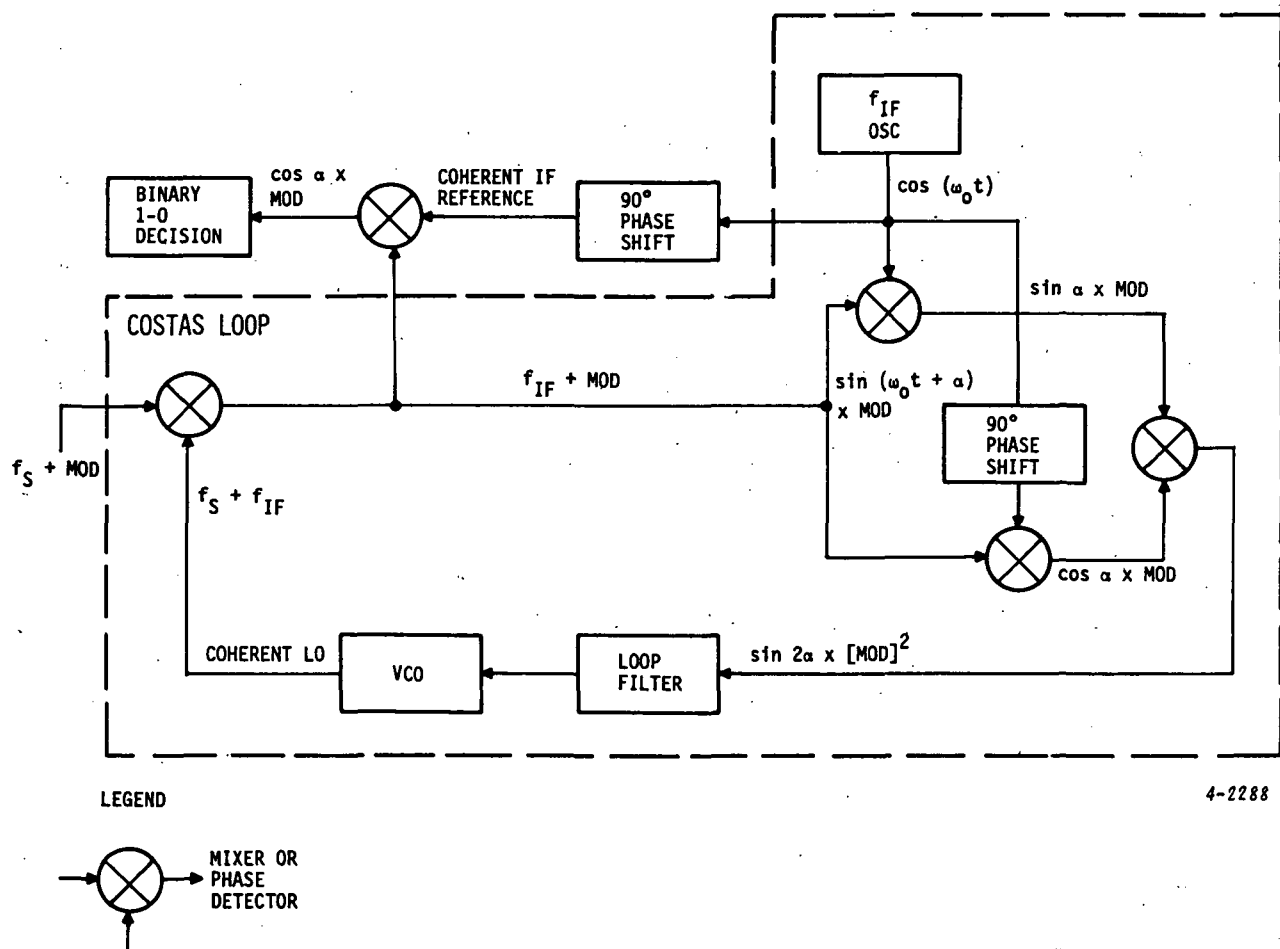 f_IF
OSC
cos (ω_o t)
BINARY
1-0
DECISION
cos α x
MOD
COHERENT IF
REFERENCE
90°
PHASE
SHIFT
sin α x MOD
COSTAS LOOP
f_IF + MOD
sin (ω_o t + α)
x MOD
90°
PHASE
SHIFT
f_S + MOD
f_S + f_IF
cos α x MOD
COHERENT LO
VCO
LOOP
FILTER
sin 2α x [MOD]^2
LEGEND
4-2288
MIXER OR
PHASE
DETECTOR